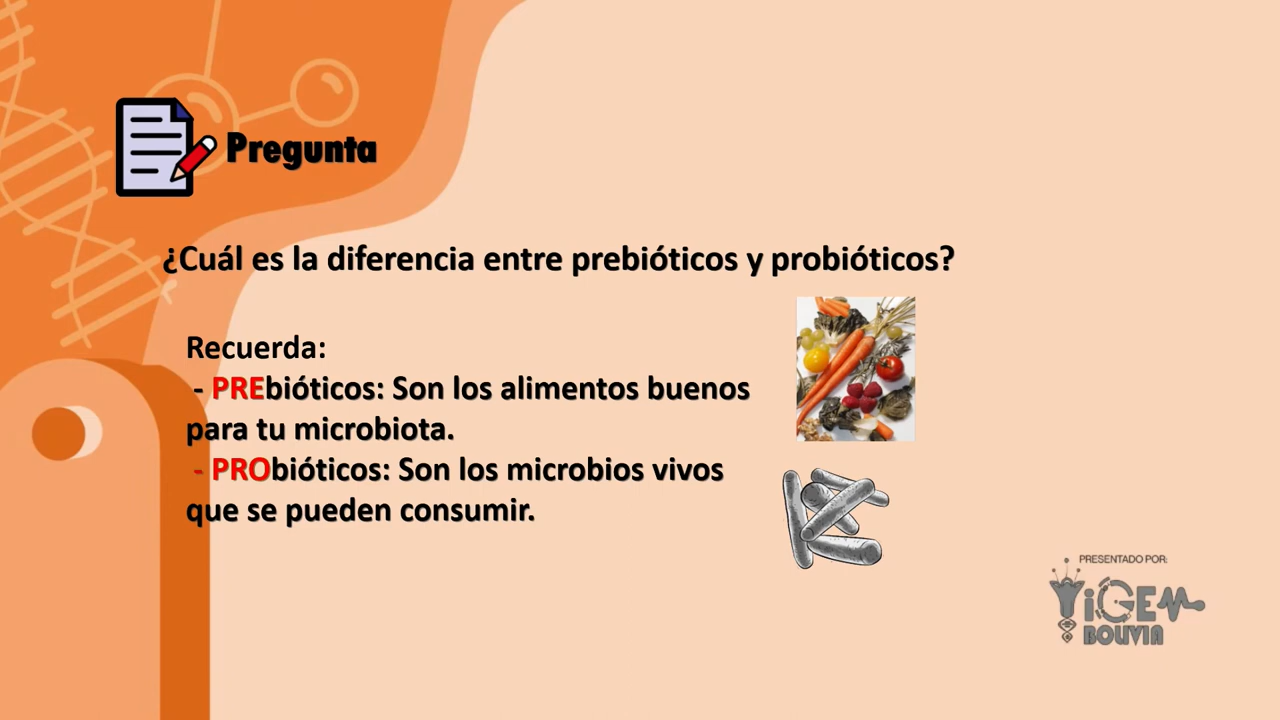 Pregunta
¿Cuál es la diferencia entre prebióticos y probióticos?
Recuerda:
- PREbióticos: Son los alimentos buenos
para tu microbiota.
- PRObióticos: Son los microbios vivos
que se pueden consumir.
PRESENTADO POR:
iGEM
BOLIVIA